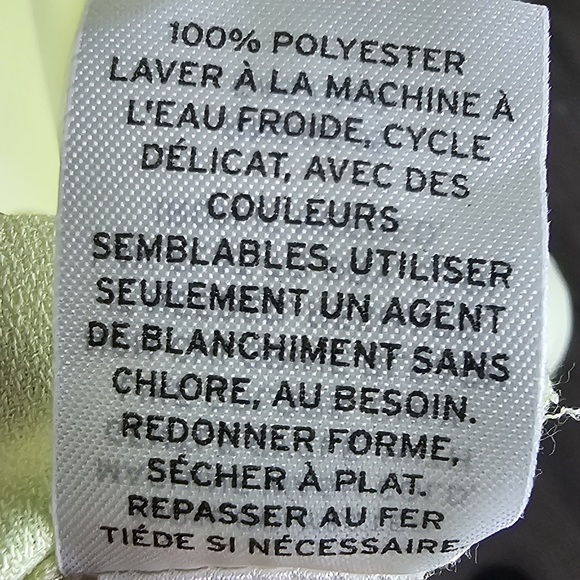 100% POLYESTER
LAVER À LA MACHINE À
L'EAU FROIDE, CYCLE
DÉLICAT, AVEC DES
COULEURS
SEMBLABLES. UTILISER
SEULEMENT UN AGENT
DE BLANCHIMENT SANS
CHLORE, AU BESOIN.
REDONNER FORME,
SÉCHER À PLAT.
REPASSER AU FER
TIÉDE SI NÉCESSAIRE